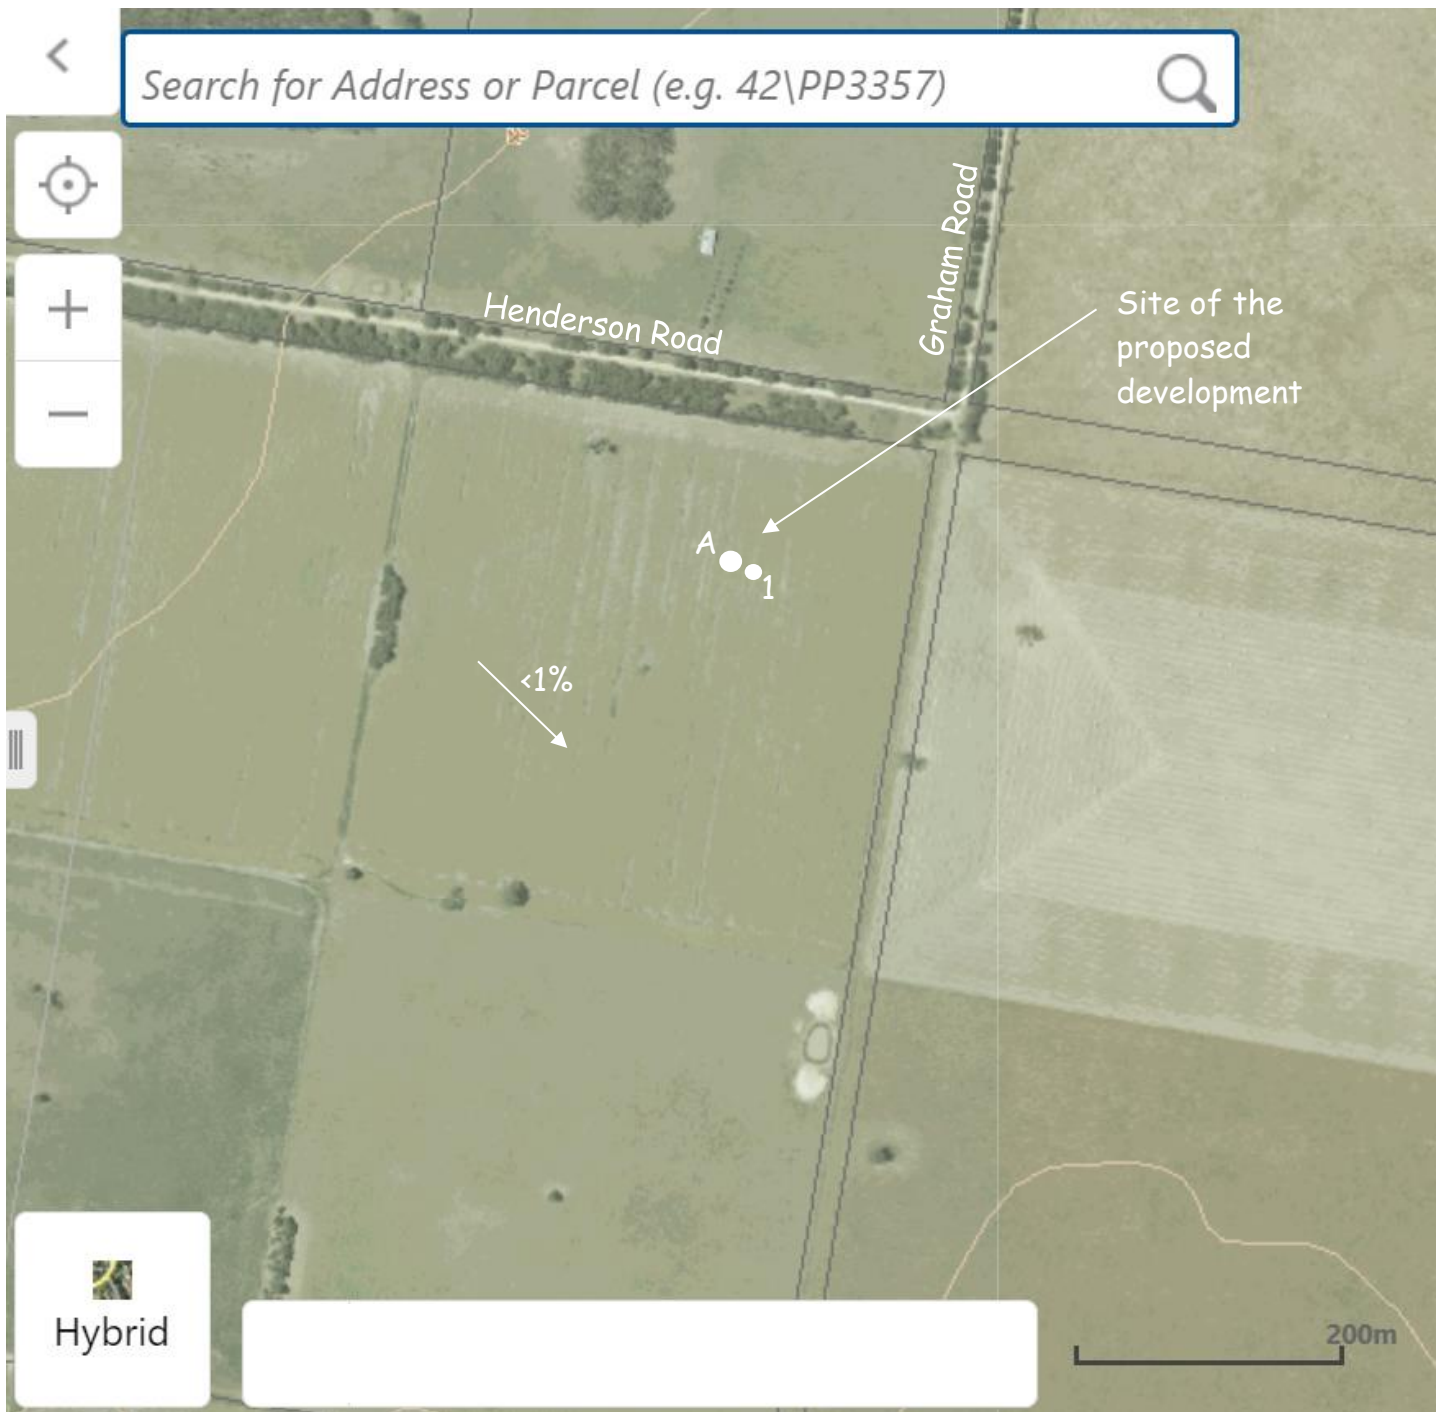 Search for Address or Parcel (e.g. 42\PP3357)
Graham Road
Henderson Road
Site of the
proposed
development
A
1
<1%
Hybrid
200m